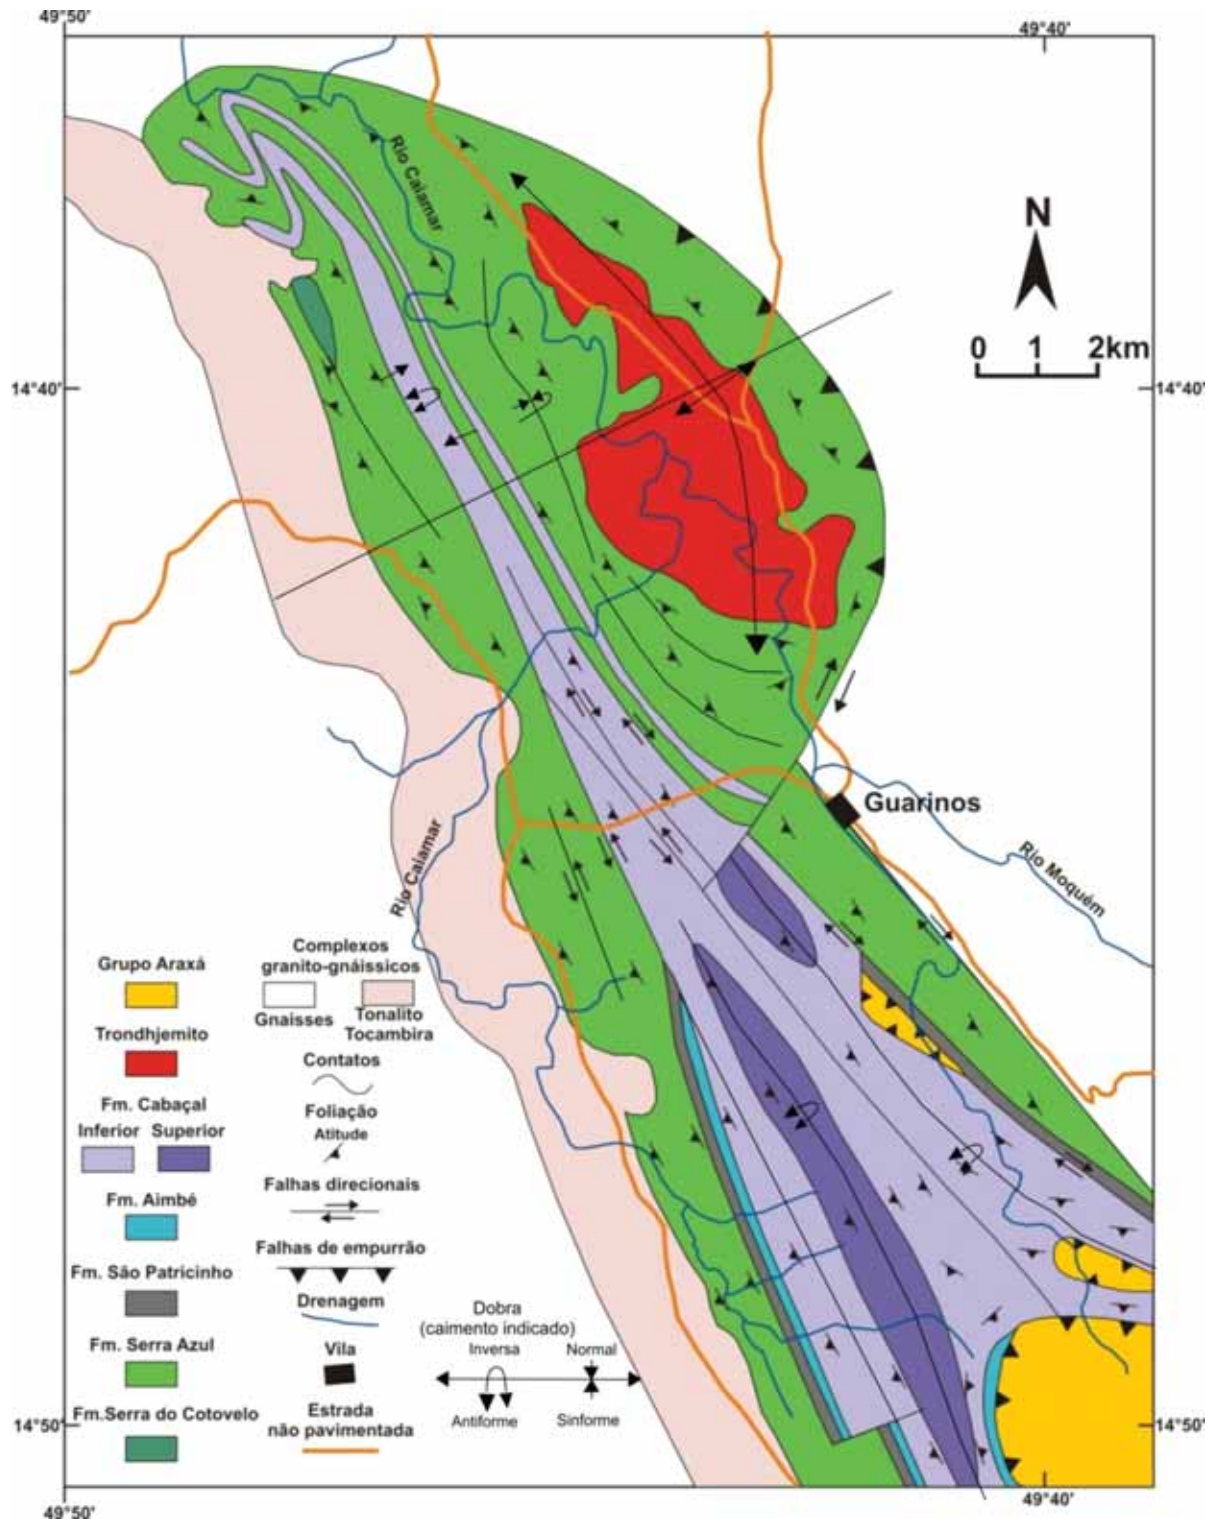 49°50'
49°40'
Rio Caiamar
N
0 1 2km
14°40'
14°40'
Guarinos
Rio Moquém
Rio Caiamar
Grupo Araxá
Trondhjemito
Fm. Cabaçal
Inferior Superior
Fm. Aimbé
Fm. São Patricinho
Fm. Serra Azul
Fm.Serra do Cotovelo
Complexos
granito-gnáissicos
Gnaisses
Tonalito
Tocambira
Contatos
Foliação
Atitude
Falhas direcionais
Falhas de empurrão
Drenagem
Vila
Estrada
não pavimentada
Dobra
(caimento indicado)
Inversa
Normal
Antiforme
Sinforme
14°50'
14°50'
49°50'
49°40'